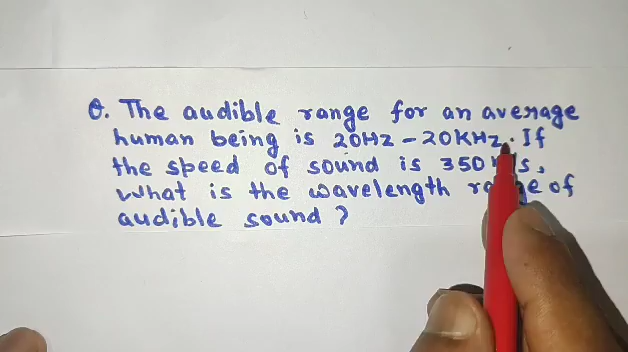 Q. The audible range for an average
human being is 20Hz - 20KHz. If
the speed of sound is 350
What is the wavelength of
audible sound ?